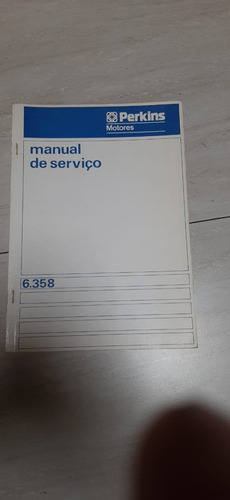 Perkins
Motores
manual
de serviço
6.358